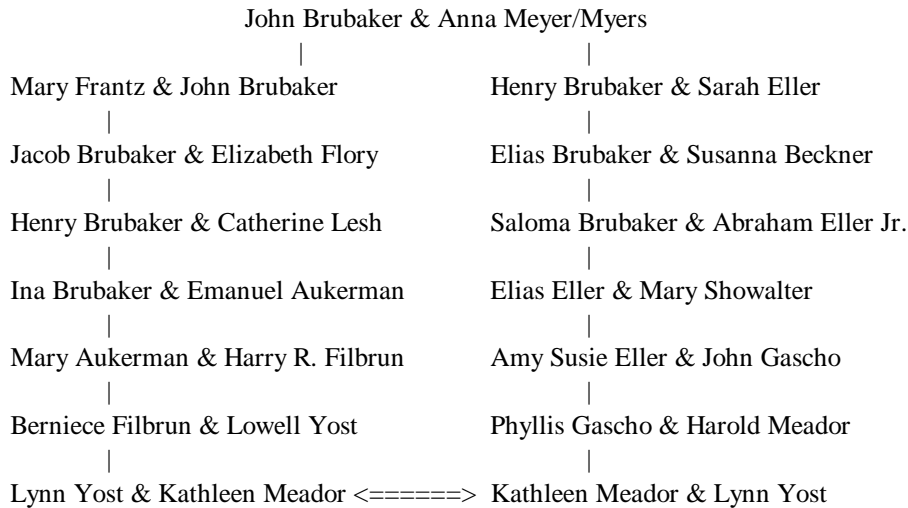 John Brubaker & Anna Meyer/Myers
| |
Mary Frantz & John Brubaker Henry Brubaker & Sarah Eller
| |
Jacob Brubaker & Elizabeth Flory Elias Brubaker & Susanna Beckner
| |
Henry Brubaker & Catherine Lesh Saloma Brubaker & Abraham Eller Jr.
| |
Ina Brubaker & Emanuel Aukerman Elias Eller & Mary Showalter
| |
Mary Aukerman & Harry R. Filbrun Amy Susie Eller & John Gascho
| |
Berniece Filbrun & Lowell Yost Phyllis Gascho & Harold Meador
| |
Lynn Yost & Kathleen Meador <======> Kathleen Meador & Lynn Yost